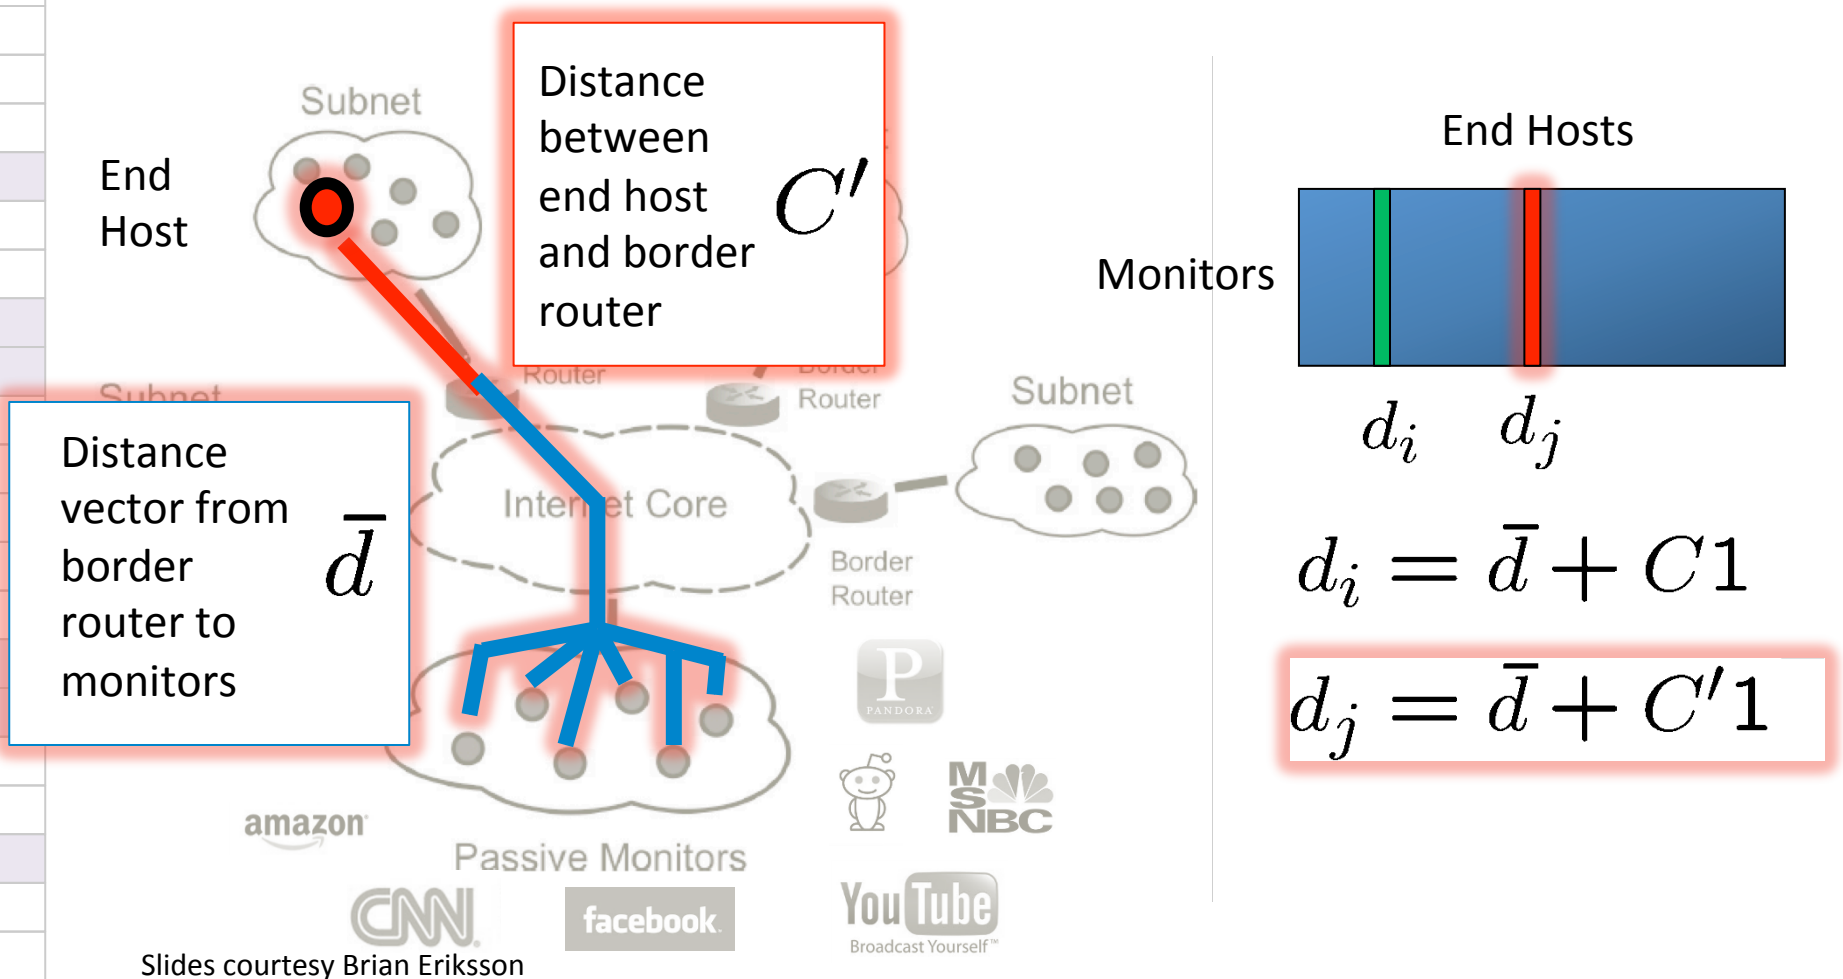 Subnet
End
Host
Distance
between
end host
and border
router
C′
End Hosts
Monitors
d_i
d_j
Router
Border
Router
Subnet
Subnet
Distance
vector from
border
router to
monitors
d̄
Internet Core
Border
Router
d_i = d̄ + C1
d_j = d̄ + C′1
P
PANDORA
M
S
NBC
amazon
Passive Monitors
CNN
facebook
YouTube
Broadcast Yourself™
Slides courtesy Brian Eriksson